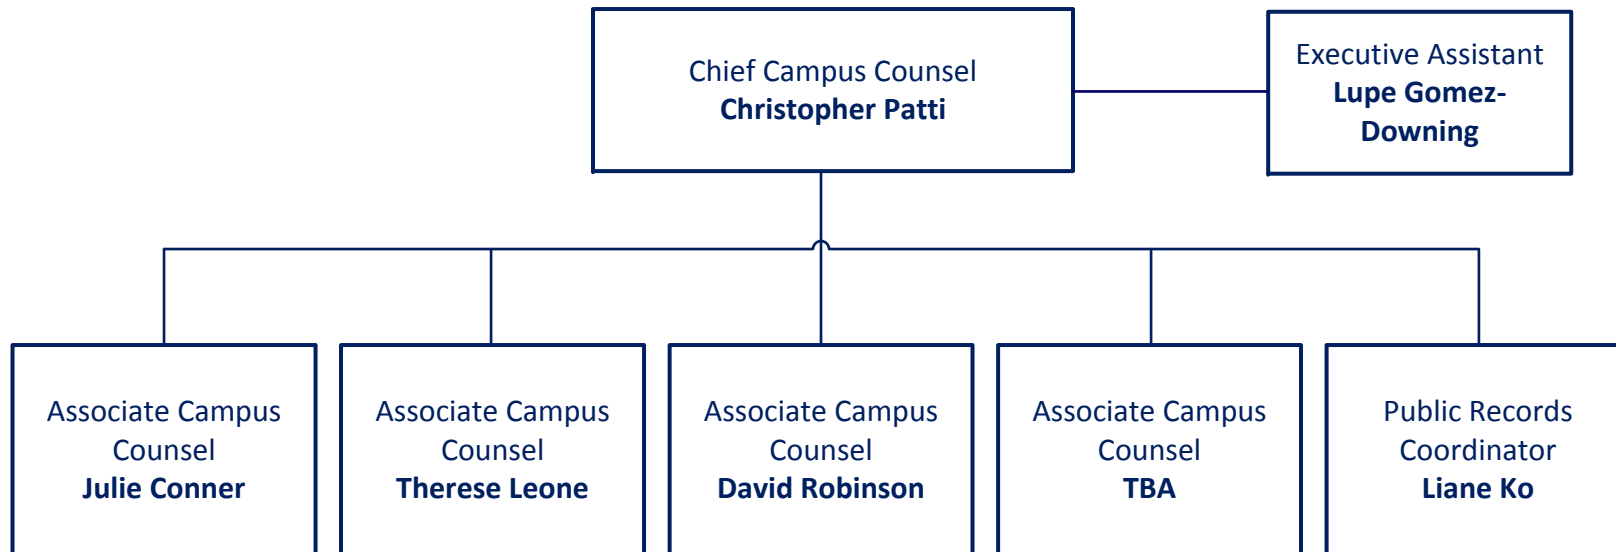 Chief Campus Counsel
Christopher Patti
Executive Assistant
Lupe Gomez-
Downing
Associate Campus
Counsel
Julie Conner
Associate Campus
Counsel
Therese Leone
Associate Campus
Counsel
David Robinson
Associate Campus
Counsel
TBA
Public Records
Coordinator
Liane Ko